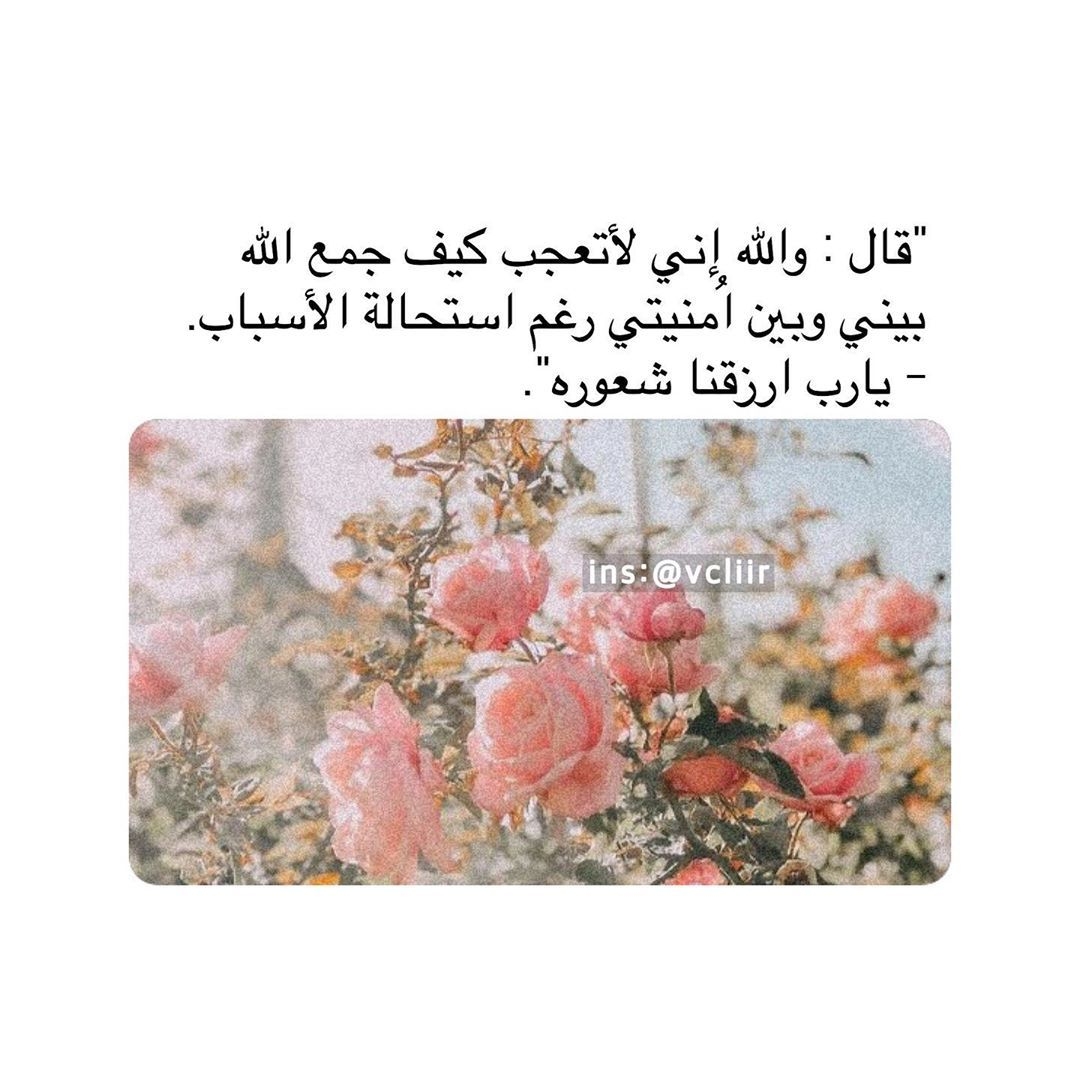 "قال : والله إني لأتعجب كيف جمع الله
بيني وبين اُمنيتي رغم استحالة الأسباب.
- يارب ارزقنا شعوره".
ins:@vcliir